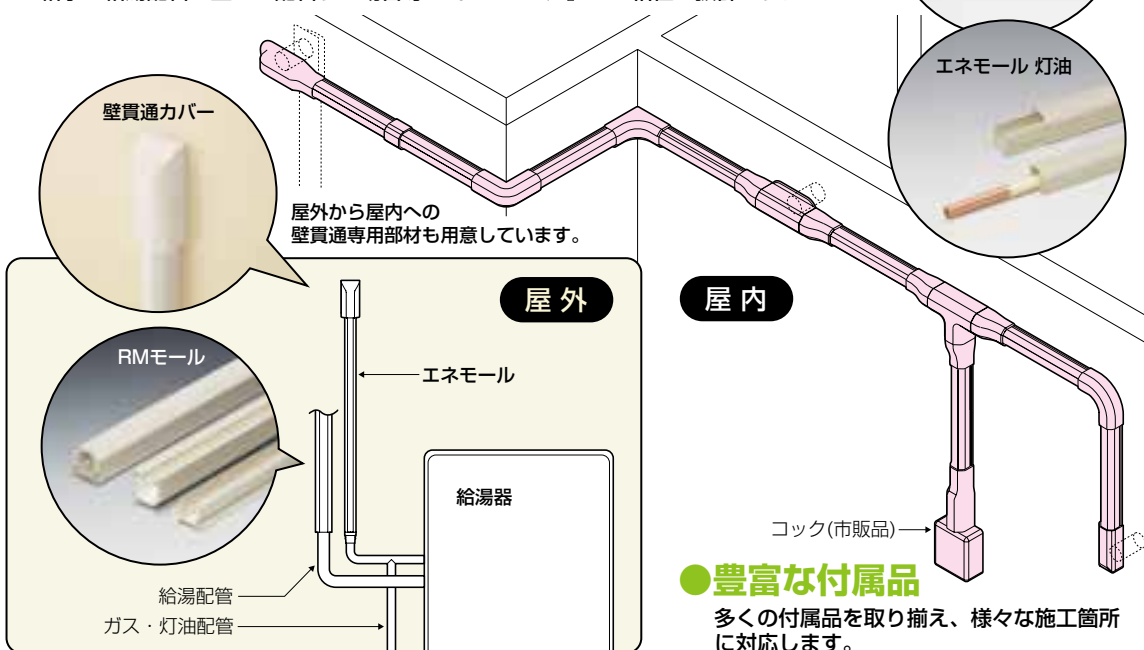 エネモール 灯油
壁貫通カバー
屋外から屋内への
壁貫通専用部材も用意しています。
屋外
屋内
RMモール
エネモール
給湯器
コック(市販品)
給湯配管
ガス・灯油配管
●豊富な付属品
多くの付属品を取り揃え、様々な施工箇所
に対応します。